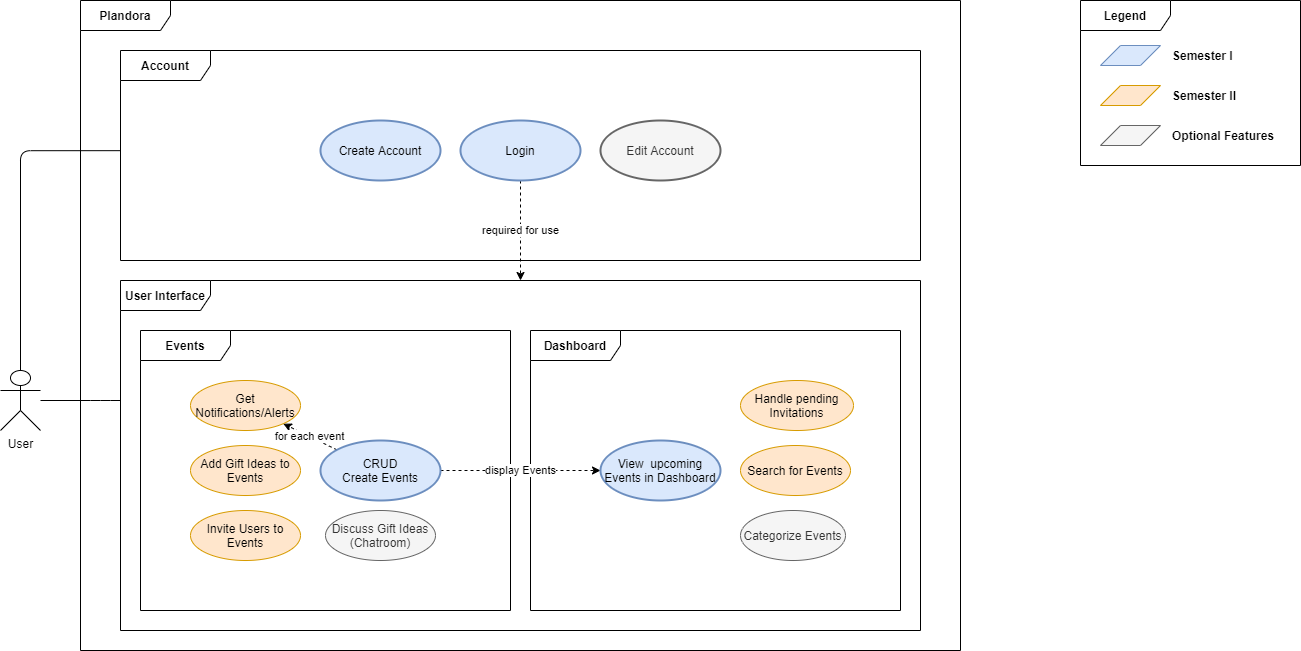 Plandora
Legend
Semester I
Semester II
Optional Features
Account
Create Account
Login
Edit Account
required for use
User Interface
User
Events
Get
Notifications/Alerts
for each event
Add Gift Ideas to
Events
CRUD
Create Events
Invite Users to
Events
Discuss Gift Ideas
(Chatroom)
display Events
Dashboard
View  upcoming
Events in Dashboard
Handle pending
Invitations
Search for Events
Categorize Events